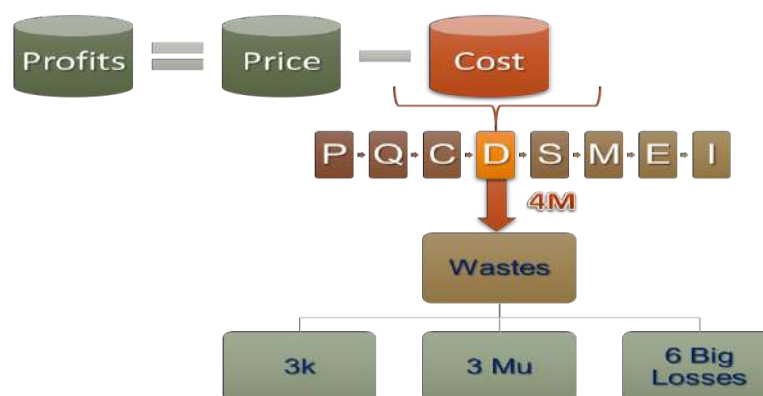 Profits = Price - Cost
P Q C D S M E I
4M
Wastes
3k
3 Mu
6 Big
Losses